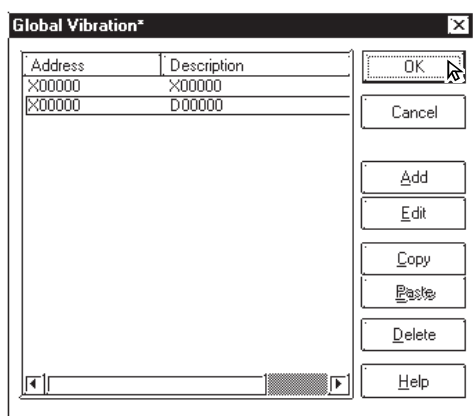 Global Vibration*
Address Description
X00000 X00000
X00000 D00000
OK
Cancel
Add
Edit
Copy
Paste
Delete
Help